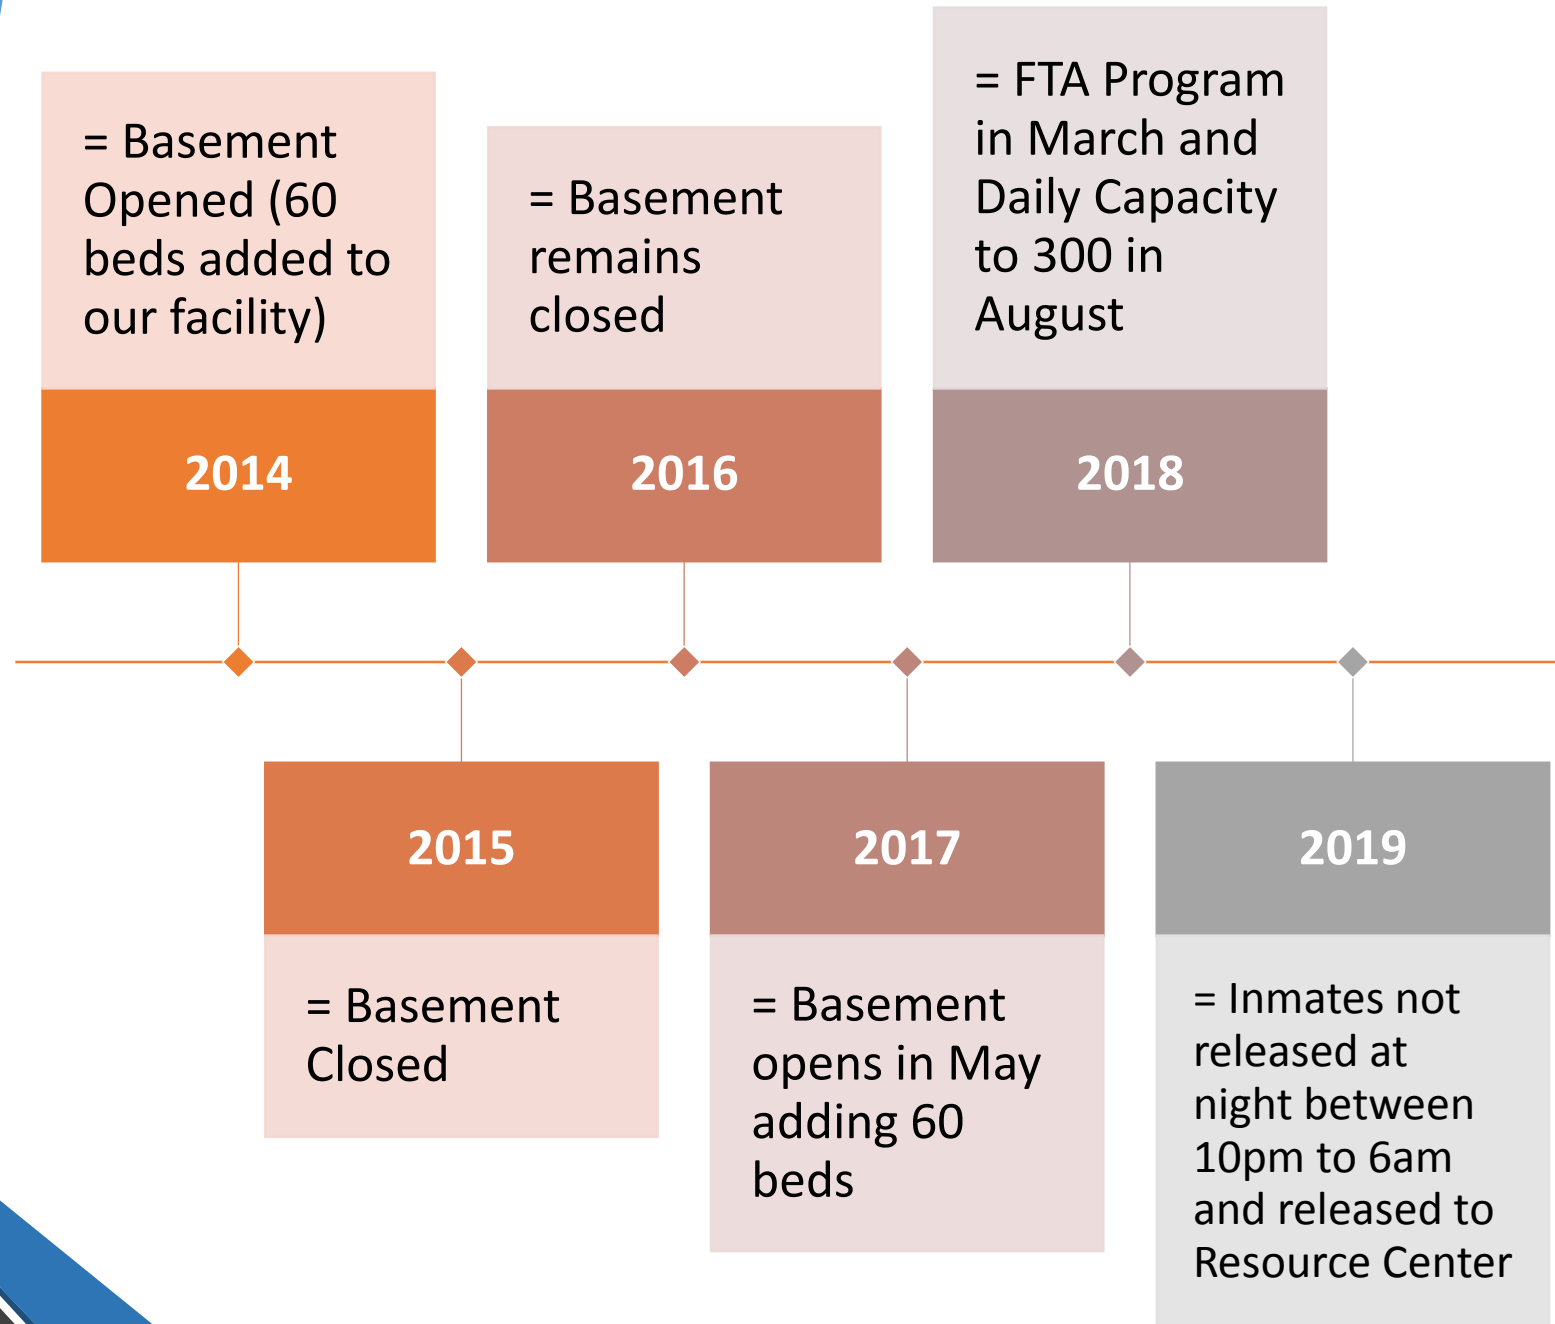 = Basement
Opened (60
beds added to
our facility)
2014
= Basement
remains
closed
2016
= FTA Program
in March and
Daily Capacity
to 300 in
August
2018
2015
= Basement
Closed
2017
= Basement
opens in May
adding 60
beds
2019
= Inmates not
released at
night between
10pm to 6am
and released to
Resource Center